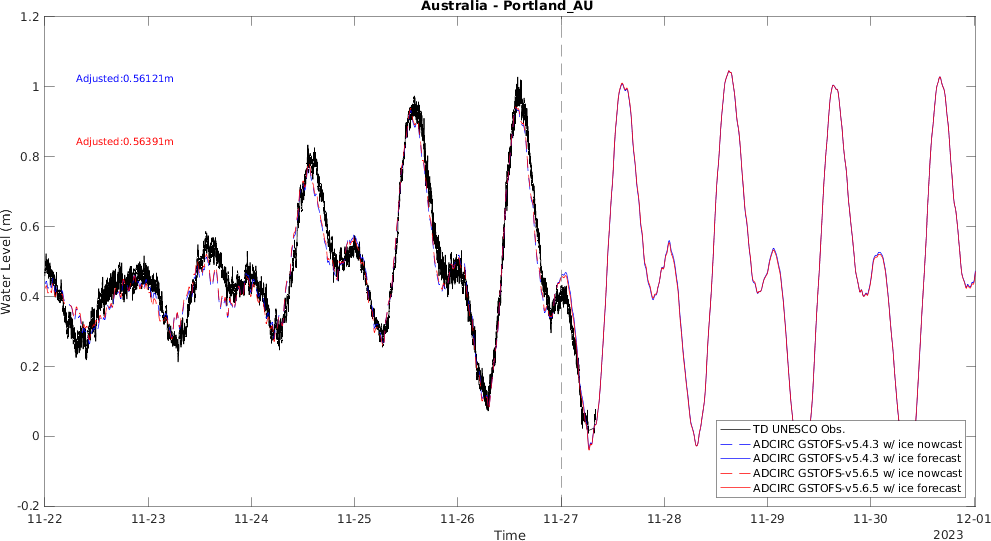 Australia - Portland_AU
1.2
1
0.8
0.6
0.4
0.2
0
-0.2
Water Level (m)
Adjusted:0.56121m
Adjusted:0.56391m
TD UNESCO Obs.
ADCIRC GSTOFS-v5.4.3 w/ ice nowcast
ADCIRC GSTOFS-v5.4.3 w/ ice forecast
ADCIRC GSTOFS-v5.6.5 w/ ice nowcast
ADCIRC GSTOFS-v5.6.5 w/ ice forecast
11-22 11-23 11-24 11-25 11-26 11-27 11-28 11-29 11-30 12-01
Time
2023